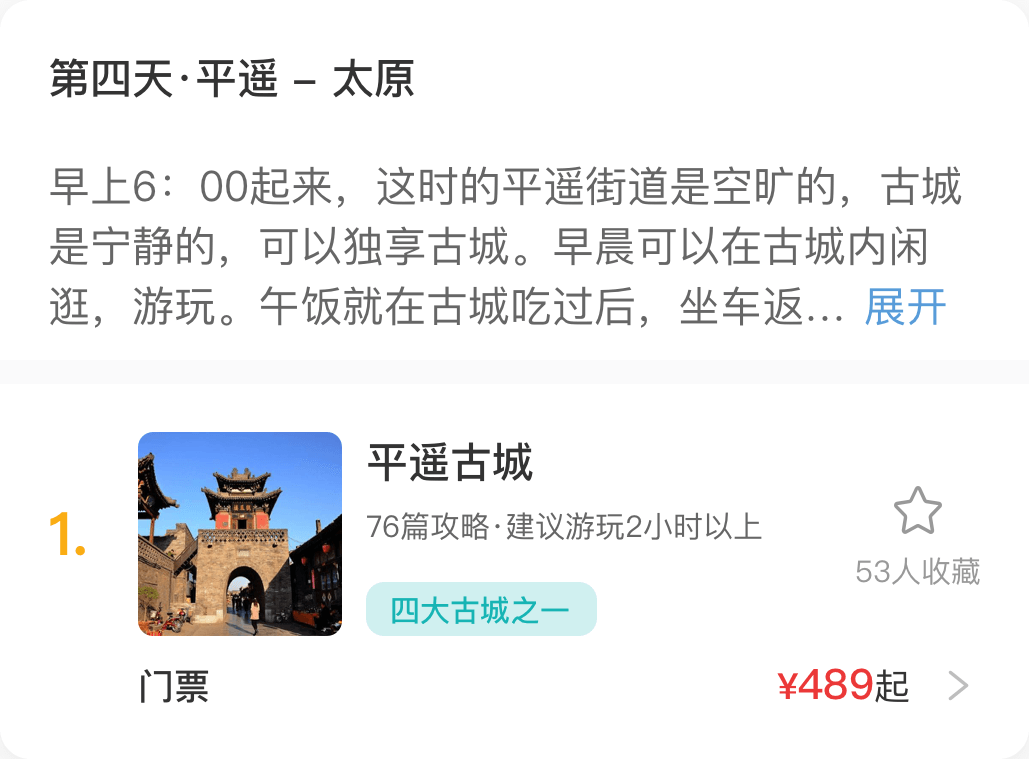 第四天·平遥 – 太原
早上6：00起来，这时的平遥街道是空旷的，古城
是宁静的，可以独享古城。早晨可以在古城内闲
逛，游玩。午饭就在古城吃过后，坐车返... 展开
1.
平遥古城
76篇攻略·建议游玩2小时以上
53人收藏
四大古城之一
门票
¥489起